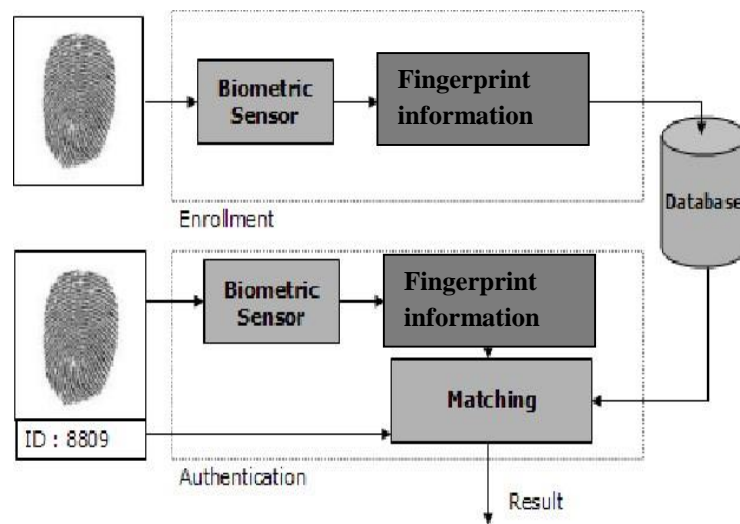 Biometric
Sensor
Fingerprint
information
Enrollment
Database
Biometric
Sensor
Fingerprint
information
Matching
ID : 8809
Authentication
Result